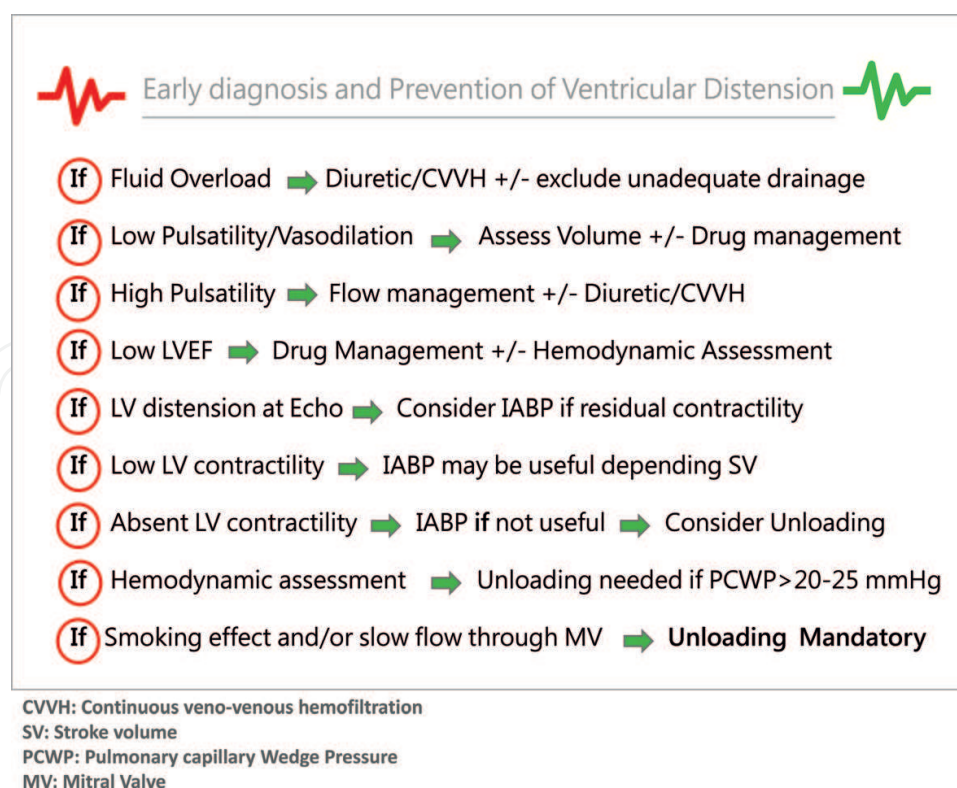 Early diagnosis and Prevention of Ventricular Distension
If Fluid Overload Diuretic/CVVH +/- exclude unadequate drainage
If Low Pulsatility/Vasodilation Assess Volume +/- Drug management
If High Pulsatility Flow management +/- Diuretic/CVVH
If Low LVEF Drug Management +/- Hemodynamic Assessment
If LV distension at Echo Consider IABP if residual contractility
If Low LV contractility IABP may be useful depending SV
If Absent LV contractility IABP if not useful Consider Unloading
If Hemodynamic assessment Unloading needed if PCWP>20-25 mmHg
If Smoking effect and/or slow flow through MV Unloading Mandatory
CVVH: Continuous veno-venous hemofiltration
SV: Stroke volume
PCWP: Pulmonary capillary Wedge Pressure
MV: Mitral Valve